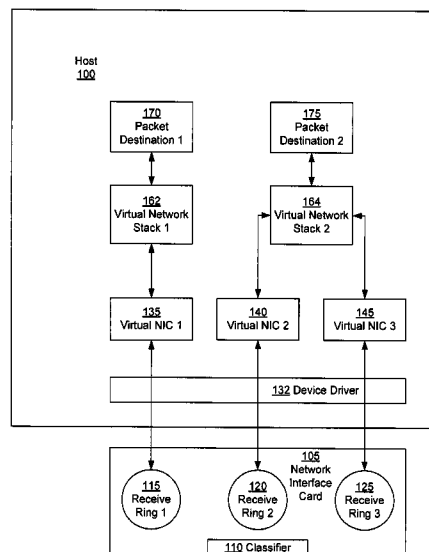 Host
100
170
Packet
Destination 1
175
Packet
Destination 2
162
Virtual Network
Stack 1
164
Virtual Network
Stack 2
135
Virtual NIC 1
140
Virtual NIC 2
145
Virtual NIC 3
132 Device Driver
105
Network
Interface
Card
115
Receive
Ring 1
120
Receive
Ring 2
125
Receive
Ring 3
110 Classifier